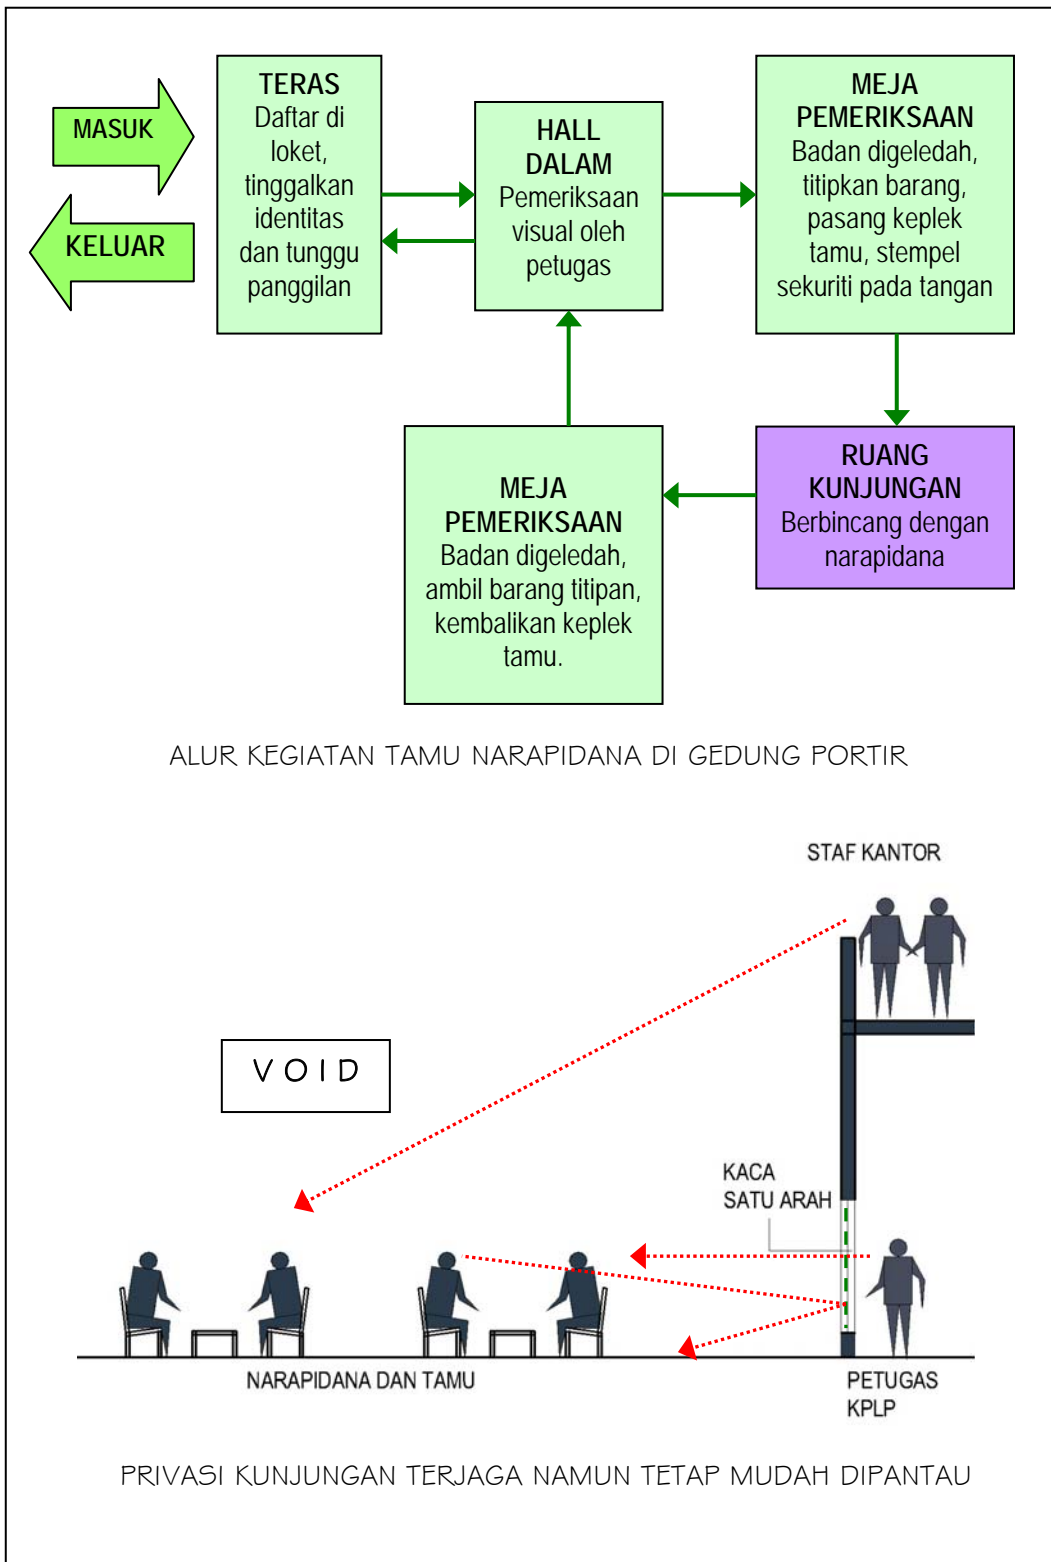 MASUK
KELUAR
TERAS
Daftar di
loket,
tinggalkan
identitas
dan tunggu
panggilan
HALL
DALAM
Pemeriksaan
visual oleh
petugas
MEJA
PEMERIKSAAN
Badan digeledah,
titipkan barang,
pasang keplek
tamu, stempel
sekuriti pada tangan
RUANG
KUNJUNGAN
Berbincang dengan
narapidana
MEJA
PEMERIKSAAN
Badan digeledah,
ambil barang titipan,
kembalikan keplek
tamu.
ALUR KEGIATAN TAMU NARAPIDANA DI GEDUNG PORTIR
STAF KANTOR
VOID
KACA
SATU ARAH
NARAPIDANA DAN TAMU
PETUGAS
KPLP
PRIVASI KUNJUNGAN TERJAGA NAMUN TETAP MUDAH DIPANTAU